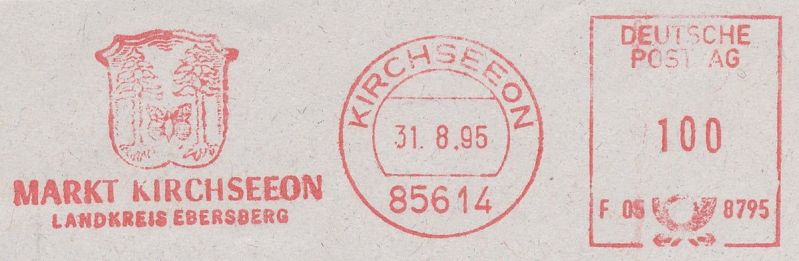 MARKT KIRCHSEEON
LANDKREIS EBERSBERG
KIRCHSEEON
31. 8.95
85614
DEUTSCHE
POST AG
100
F 05 8795